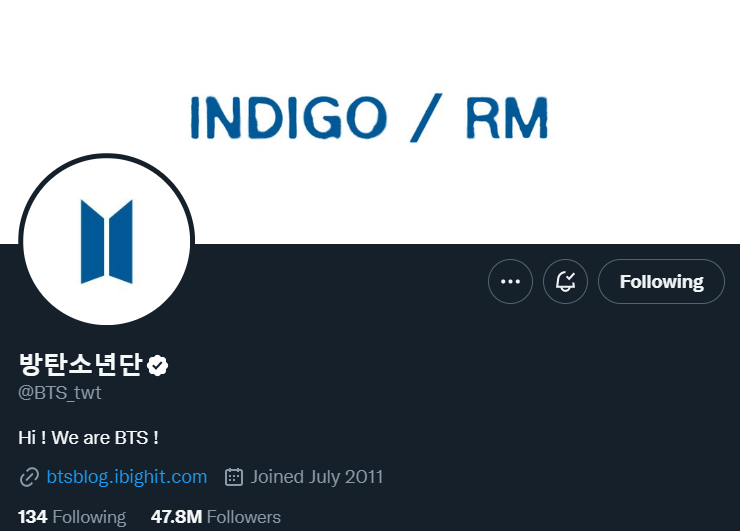 INDIGO / RM
Following
방탄소년단
@BTS_twt
Hi ! We are BTS !
btsblog.ibighit.com Joined July 2011
134 Following 47.8M Followers